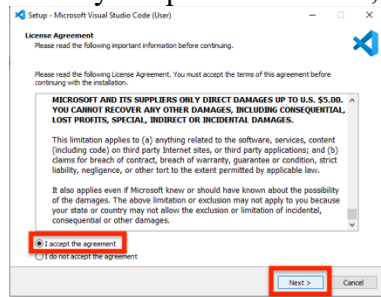 Setup - Microsoft Visual Studio Code (User)
License Agreement
Please read the following important information before continuing.
Please read the following License Agreement. You must accept the terms of this agreement before
continuing with the installation.
MICROSOFT AND ITS SUPPLIERS ONLY DIRECT DAMAGES UP TO U.S. $5.00.
YOU CANNOT RECOVER ANY OTHER DAMAGES, INCLUDING CONSEQUENTIAL,
LOST PROFITS, SPECIAL, INDIRECT OR INCIDENTAL DAMAGES.
This limitation applies to (a) anything related to the software, services, content
(including code) on third party Internet sites, or third party applications; and (b)
claims for breach of contract, breach of warranty, guarantee or condition, strict
liability, negligence, or other tort to the extent permitted by applicable law.
It also applies even if Microsoft knew or should have known about the possibility
of the damages. The above limitation or exclusion may not apply to you because
your state or country may not allow the exclusion or limitation of incidental,
consequential or other damages.
I accept the agreement
I do not accept the agreement
Next >
Cancel